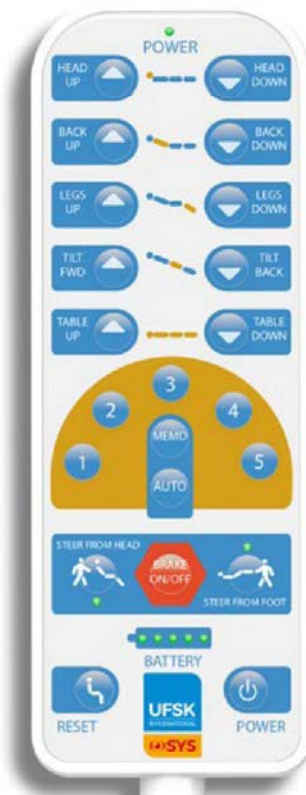 POWER
HEAD
UP
HEAD
DOWN
BACK
UP
BACK
DOWN
LEGS
UP
LEGS
DOWN
TILT
FWD
TILT
BACK
TABLE
UP
TABLE
DOWN
1
2
3
4
5
MEMO
AUTO
STEER FROM HEAD
BRAKE
ON/OFF
STEER FROM FOOT
BATTERY
RESET
UFSK
INTERNATIONAL
OSYS
POWER